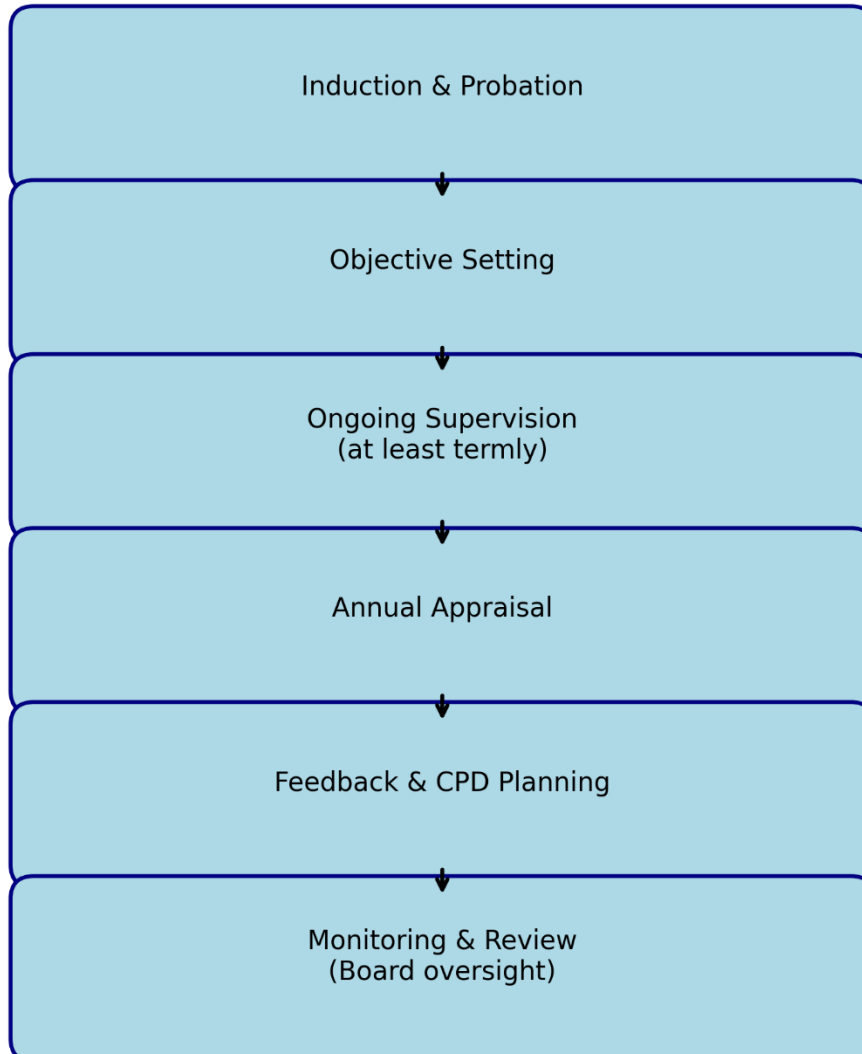 Induction & Probation
Objective Setting
Ongoing Supervision
(at least termly)
Annual Appraisal
Feedback & CPD Planning
Monitoring & Review
(Board oversight)